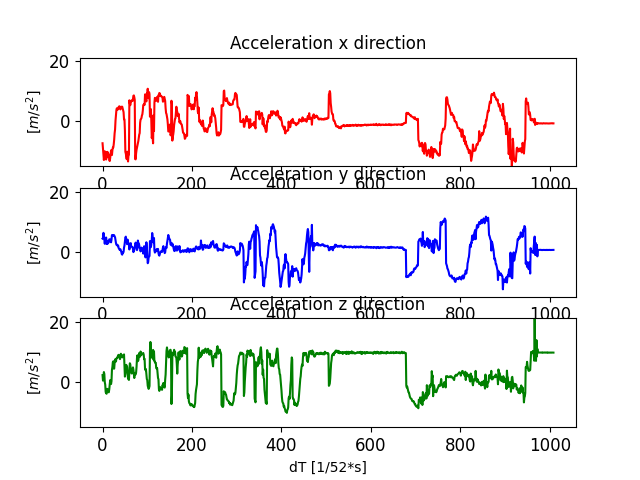 Acceleration x direction
20
0
[m/s²]
0 200 400 600 800 1000
Acceleration y direction
20
0
[m/s²]
0 200 400 600 800 1000
Acceleration z direction
20
0
[m/s²]
0 200 400 600 800 1000
dT [1/52*s]